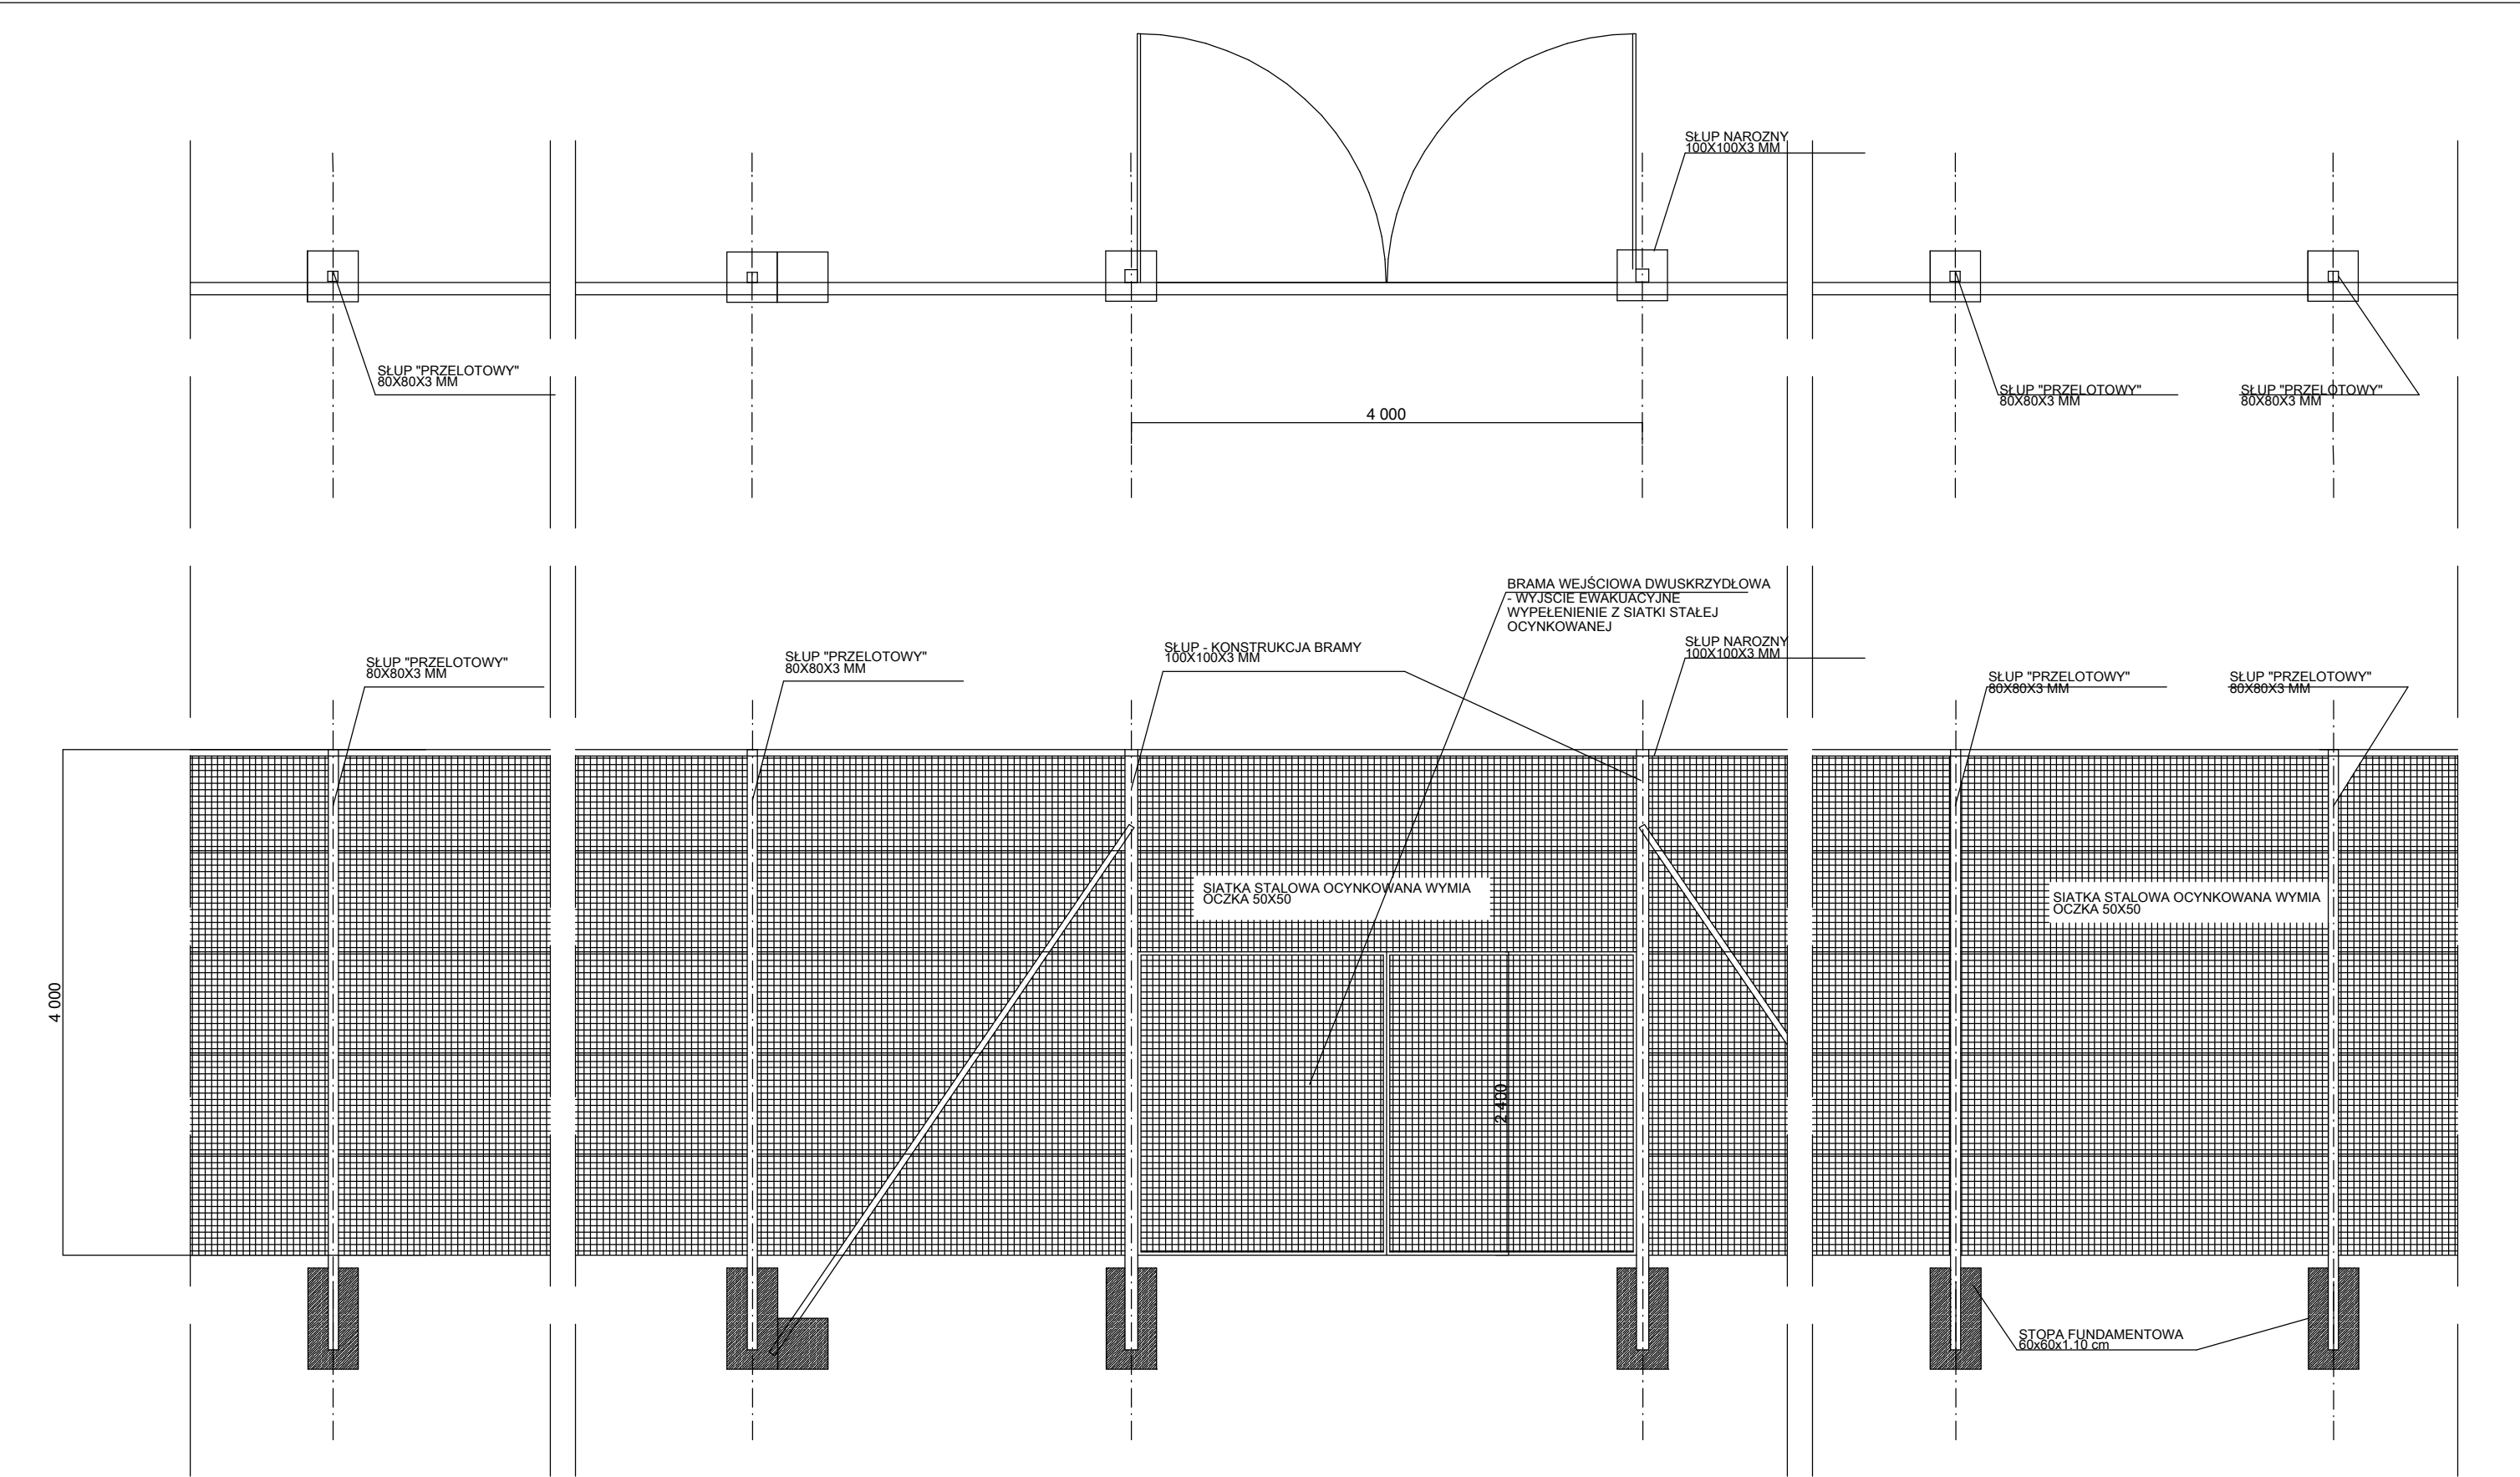 SŁUP NAROZNY
100X100X3 MM
SŁUP "PRZELOTOWY"
80X80X3 MM
SŁUP "PRZELOTOWY"
80X80X3 MM
SŁUP "PRZELOTOWY"
80X80X3 MM
4 000
BRAMA WEJŚCIOWA DWUSKRZYDŁOWA
- WYJSCIE EWAKUACYJNE
WYPEŁENIENIE Z SIATKI STAŁEJ
OCYNKOWANEJ
SŁUP "PRZELOTOWY"
80X80X3 MM
SŁUP "PRZELOTOWY"
80X80X3 MM
SŁUP - KONSTRUKCJA BRAMY
100X100X3 MM
SŁUP NAROZNY
100X100X3 MM
SŁUP "PRZELOTOWY"
80X80X3 MM
SŁUP "PRZELOTOWY"
80X80X3 MM
SIATKA STALOWA OCYNKOWANA WYMIA
OCZKA 50X50
SIATKA STALOWA OCYNKOWANA WYMIA
OCZKA 50X50
4 000
2 400
STOPA FUNDAMENTOWA
60x60x1.10 cm